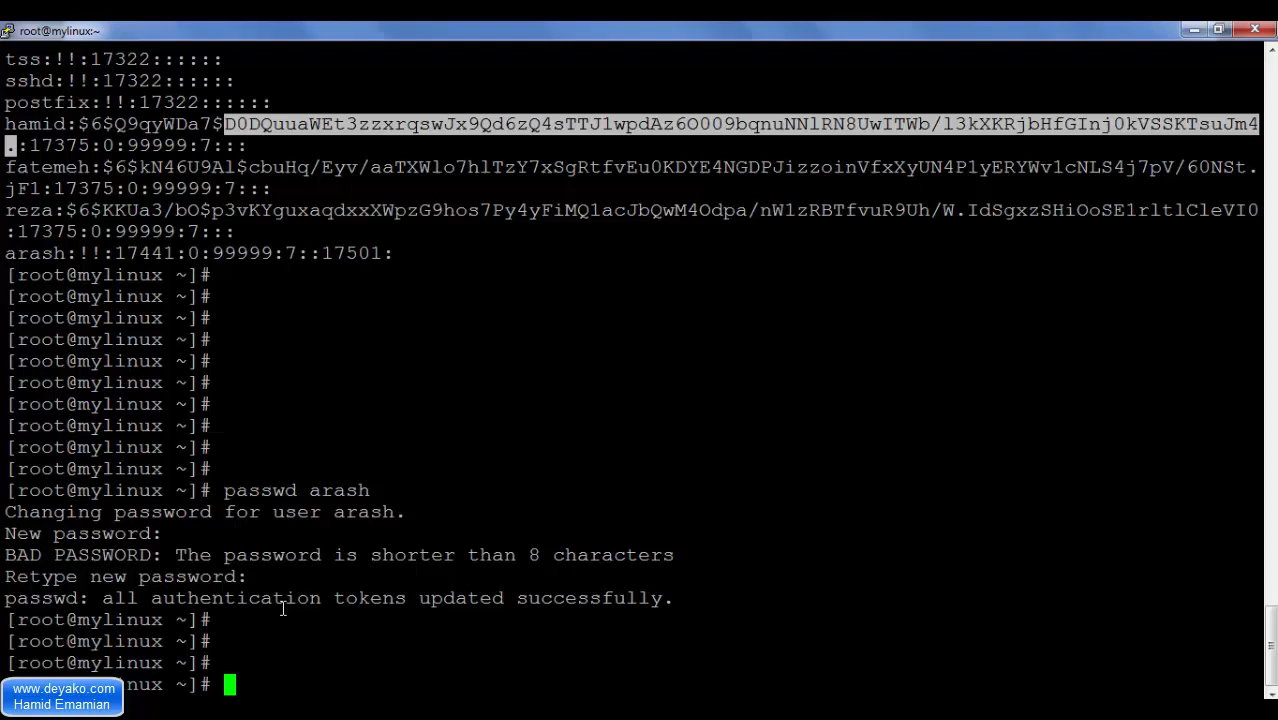 root@mylinux:~
tss:!!:17322::::::
sshd:!!:17322::::::
postfix:!!:17322::::::
hamid:$6$Q9qyWDa7$D0DQuuaWEt3zzxrqswJx9Qd6zQ4sTTJ1wpdAz6O009bqnuNNlRN8UwITWb/l3kXKRjbHfGInj0kVSSKTsuJm4
.:17375:0:99999:7:::
fatemeh:$6$kN46U9Al$cbuHq/Eyv/aaTXWlo7hlTzY7xSgRtfvEu0KDYE4NGDPJizzoinVfxXyUN4P1yERYWv1cNLS4j7pV/60NSt.
jF1:17375:0:99999:7:::
reza:$6$KKUa3/bO$p3vKYguxaqdxxXWpzG9hos7Py4yFiMQ1acJbQwM4Odpa/nW1zRBTfvuR9Uh/W.IdSgxzSHiOoSE1rltlCleVI0
:17375:0:99999:7:::
arash:!!:17441:0:99999:7::17501:
[root@mylinux ~]#
[root@mylinux ~]#
[root@mylinux ~]#
[root@mylinux ~]#
[root@mylinux ~]#
[root@mylinux ~]#
[root@mylinux ~]#
[root@mylinux ~]#
[root@mylinux ~]#
[root@mylinux ~]#
[root@mylinux ~]# passwd arash
Changing password for user arash.
New password:
BAD PASSWORD: The password is shorter than 8 characters
Retype new password:
passwd: all authentication tokens updated successfully.
[root@mylinux ~]#
[root@mylinux ~]#
[root@mylinux ~]#
nux ~]#
www.deyako.com
Hamid Emamian